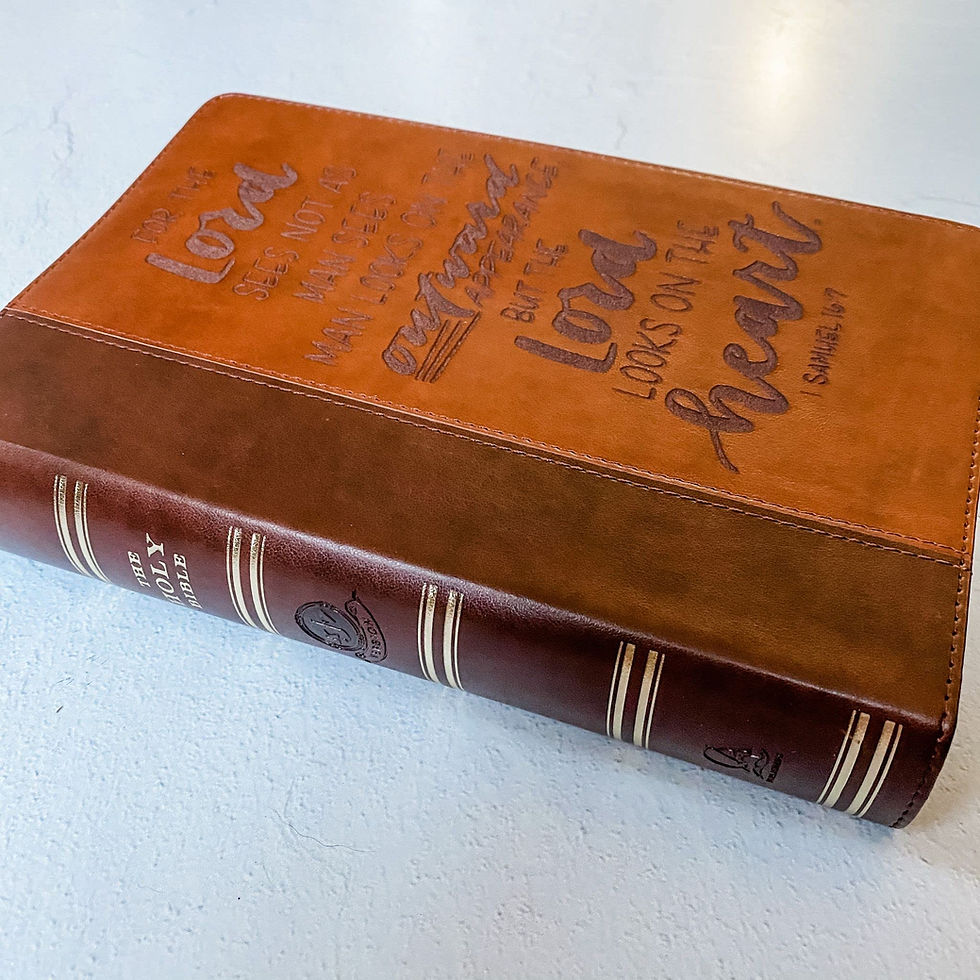 FOR THE
Lord
SEES NOT AS
MAN SEES
MAN LOOKS ON THE
outward
APPEARANCE,
BUT THE
Lord
LOOKS ON THE
heart.
1 SAMUEL 16:7
THE
HOLY
BIBLE